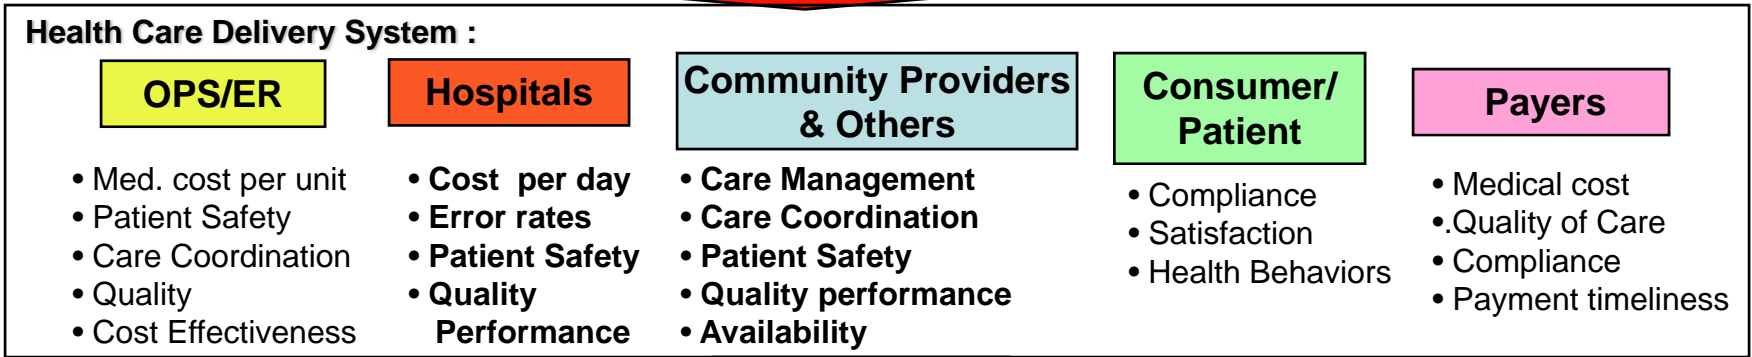 Health Care Delivery System :
OPS/ER
• Med. cost per unit
• Patient Safety
• Care Coordination
• Quality
• Cost Effectiveness
Hospitals
• Cost per day
• Error rates
• Patient Safety
• Quality
Performance
Community Providers
& Others
• Care Management
• Care Coordination
• Patient Safety
• Quality performance
• Availability
Consumer/
Patient
• Compliance
• Satisfaction
• Health Behaviors
Payers
• Medical cost
•.Quality of Care
• Compliance
• Payment timeliness